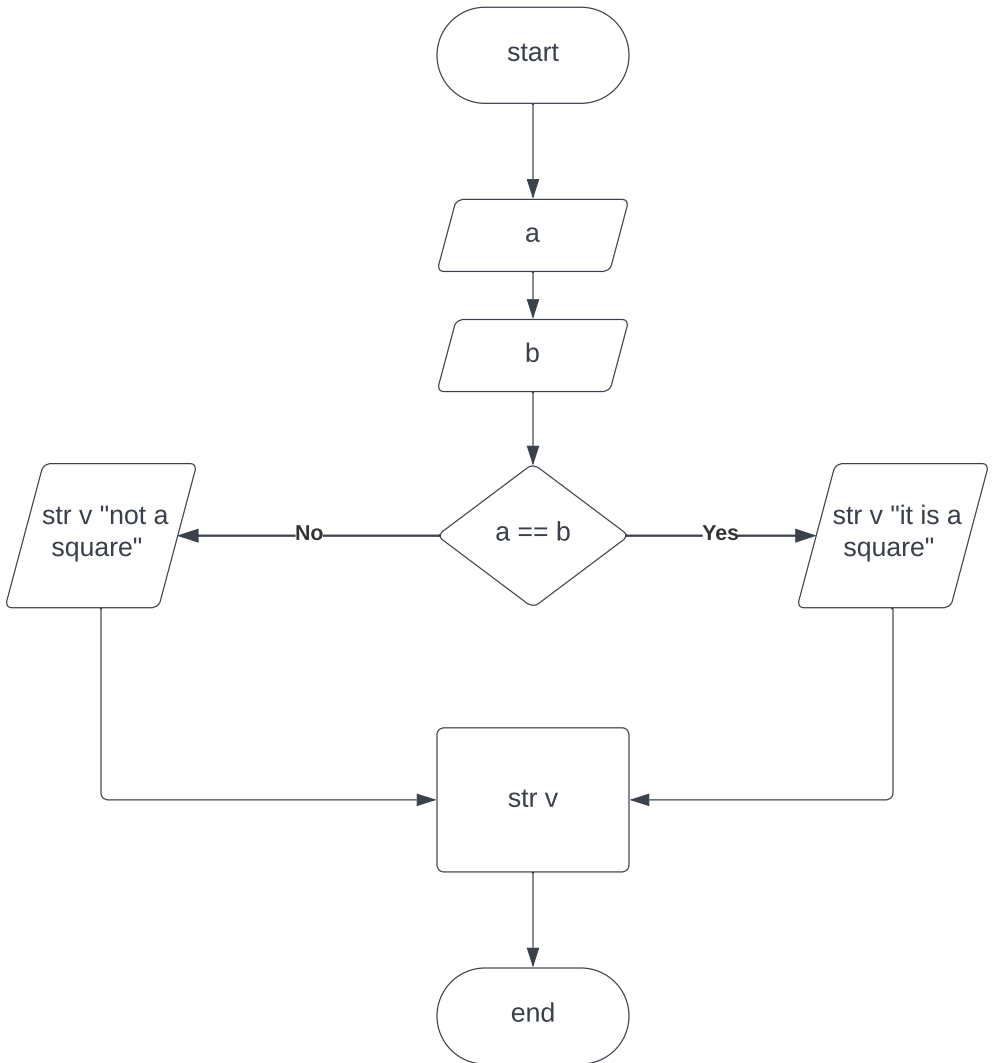 start
a
b
str v "not a
square"
No
a == b
Yes
str v "it is a
square"
str v
end